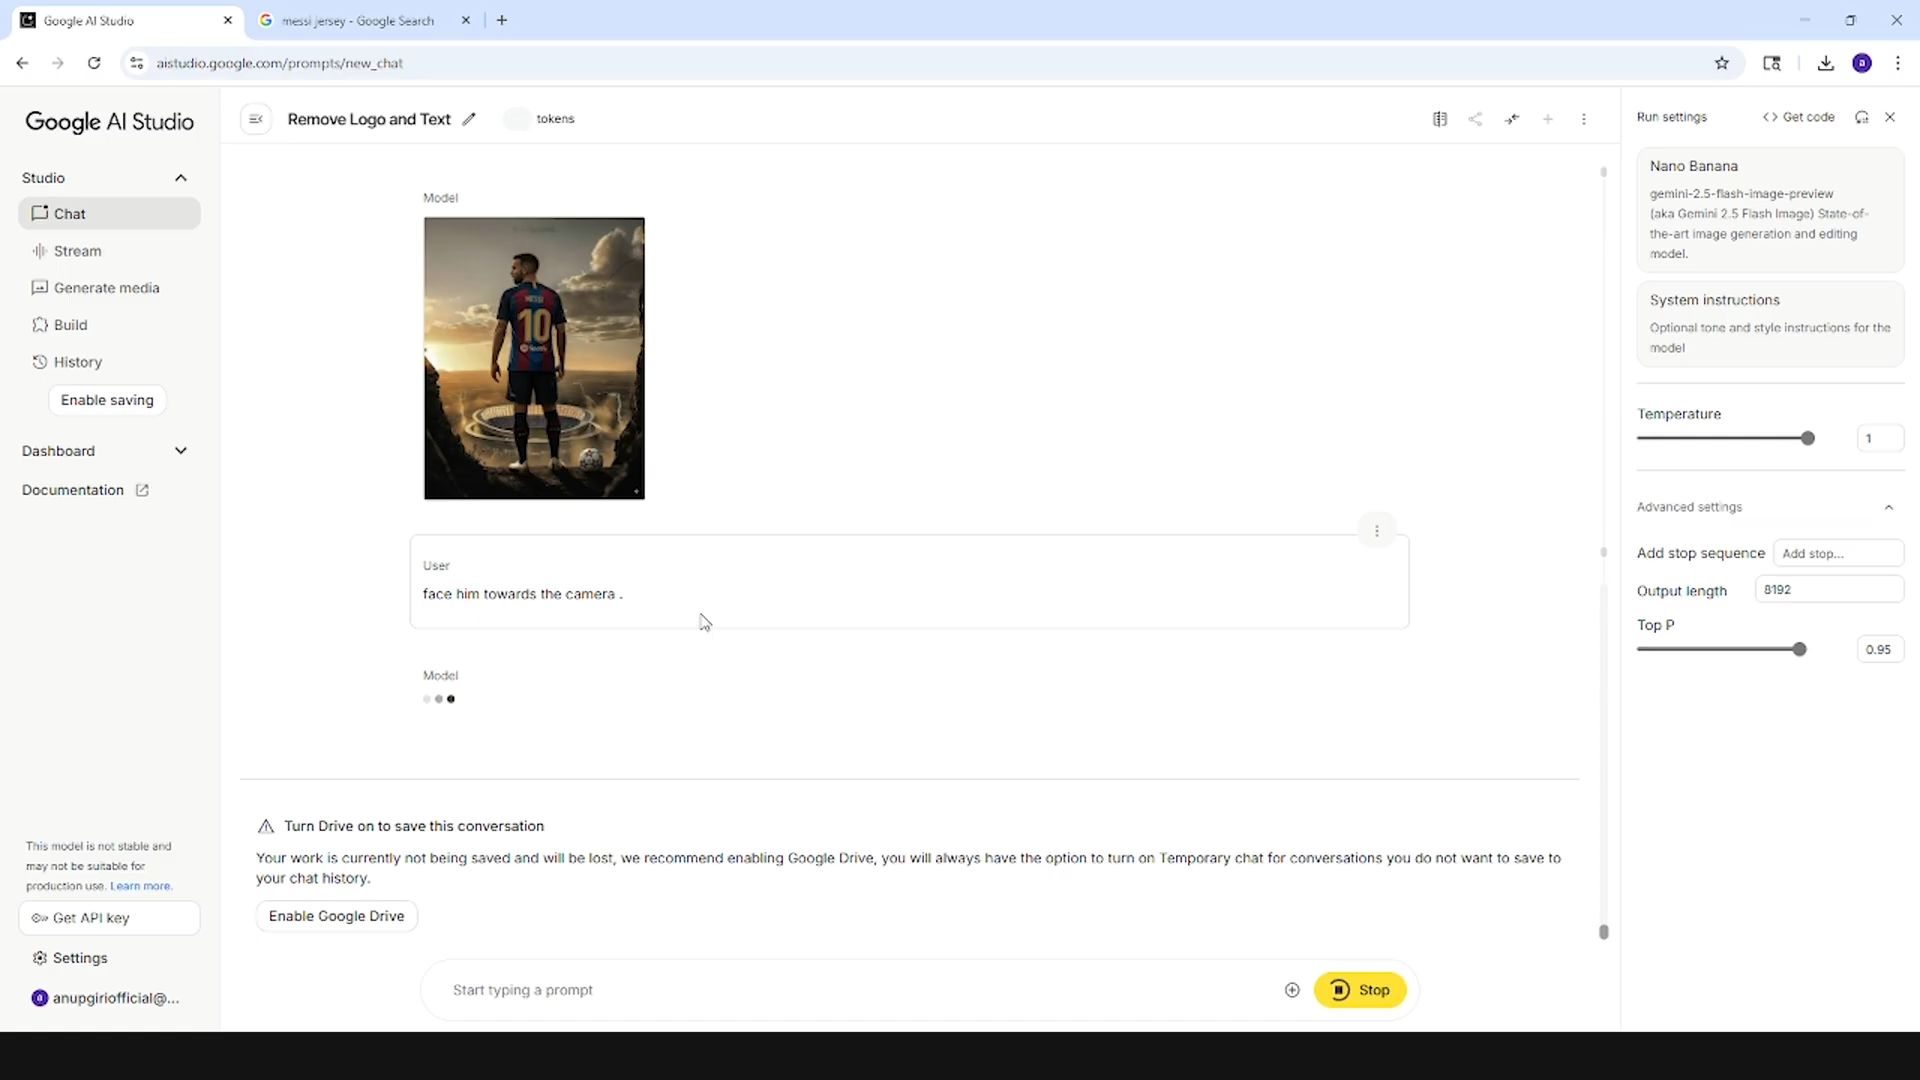 Google AI Studio
messi jersey - Google Search
aistudio.google.com/prompts/new_chat
a
Google AI Studio
Studio
Chat
Stream
Generate media
Build
History
Enable saving
Dashboard
Documentation
This model is not stable and
may not be suitable for
production use. Learn more.
Get API key
Settings
anupgiriofficial@...
Remove Logo and Text
tokens
Model
MESSI
10
Spotify
User
face him towards the camera .
Model
Turn Drive on to save this conversation
Your work is currently not being saved and will be lost, we recommend enabling Google Drive, you will always have the option to turn on Temporary chat for conversations you do not want to save to
your chat history.
Enable Google Drive
Start typing a prompt
Stop
Run settings
Get code
Nano Banana
gemini-2.5-flash-image-preview
(aka Gemini 2.5 Flash Image) State-of-
the-art image generation and editing
model.
System instructions
Optional tone and style instructions for the
model
Temperature
1
Advanced settings
Add stop sequence
Add stop...
Output length
8192
Top P
0.95